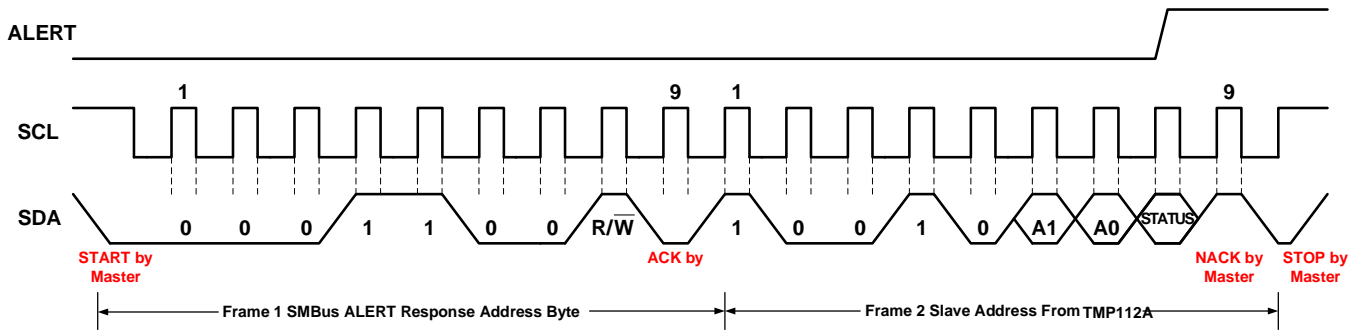 ALERT
1 9 1 9
SCL
SDA
0 0 0 1 1 0 0 R/W̅ 1 0 0 1 0 A1 A0 STATUS
START by
Master
ACK by
NACK by
Master
STOP by
Master
Frame 1 SMBus ALERT Response Address Byte
Frame 2 Slave Address From TMP112A